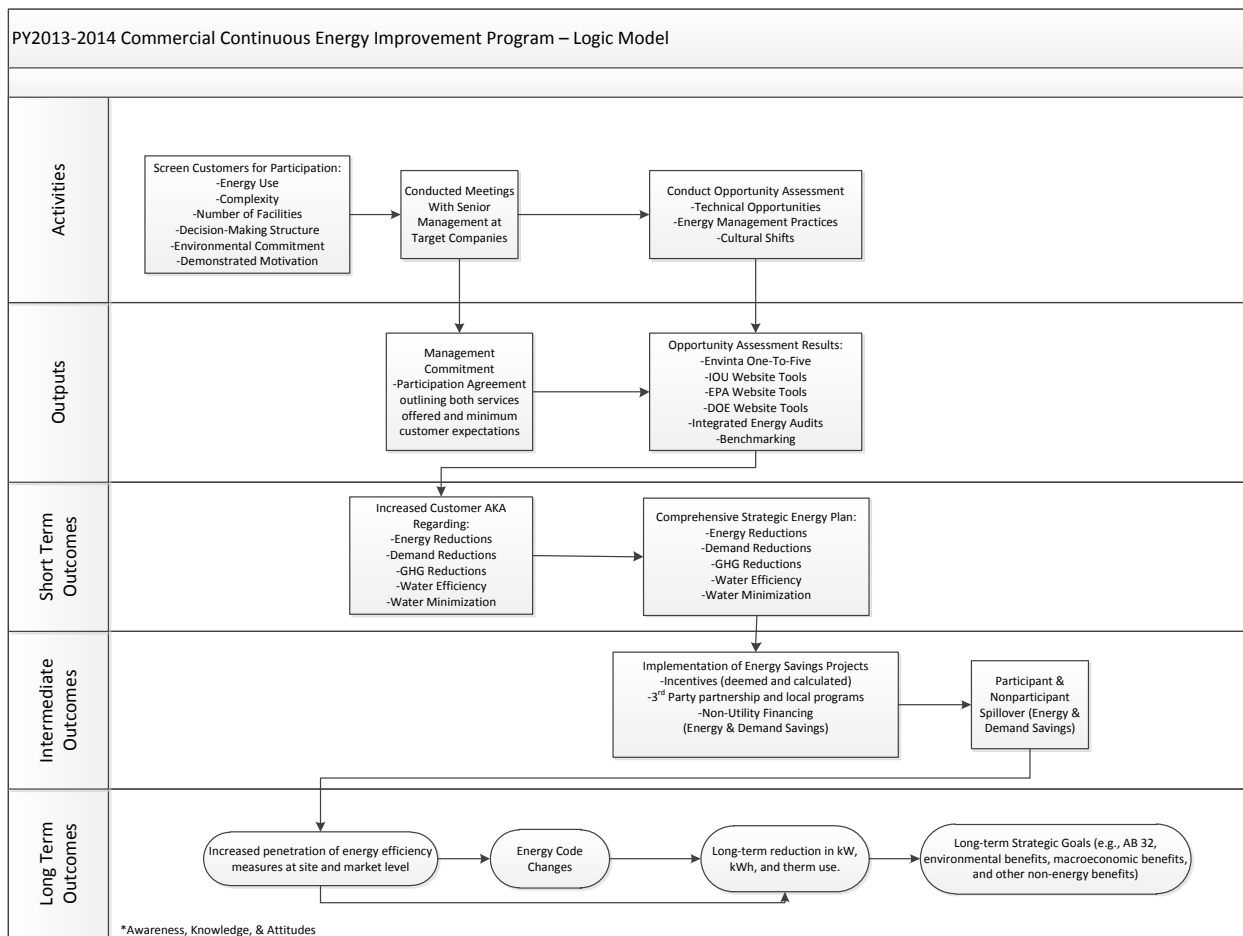 PY2013-2014 Commercial Continuous Energy Improvement Program – Logic Model
Activities
Screen Customers for Participation:
-Energy Use
-Complexity
-Number of Facilities
-Decision-Making Structure
-Environmental Commitment
-Demonstrated Motivation
Conducted Meetings
With Senior
Management at
Target Companies
Conduct Opportunity Assessment
-Technical Opportunities
-Energy Management Practices
-Cultural Shifts
Outputs
Management
Commitment
-Participation Agreement
outlining both services
offered and minimum
customer expectations
Opportunity Assessment Results:
-Envinta One-To-Five
-IOU Website Tools
-EPA Website Tools
-DOE Website Tools
-Integrated Energy Audits
-Benchmarking
Short Term
Outcomes
Increased Customer AKA
Regarding:
-Energy Reductions
-Demand Reductions
-GHG Reductions
-Water Efficiency
-Water Minimization
Comprehensive Strategic Energy Plan:
-Energy Reductions
-Demand Reductions
-GHG Reductions
-Water Efficiency
-Water Minimization
Intermediate
Outcomes
Implementation of Energy Savings Projects
-Incentives (deemed and calculated)
-3rd Party partnership and local programs
-Non-Utility Financing
(Energy & Demand Savings)
Participant &
Nonparticipant
Spillover (Energy &
Demand Savings)
Long Term
Outcomes
Increased penetration of energy efficiency
measures at site and market level
Energy Code
Changes
Long-term reduction in kW,
kWh, and therm use.
Long-term Strategic Goals (e.g., AB 32,
environmental benefits, macroeconomic benefits,
and other non-energy benefits)
*Awareness, Knowledge, & Attitudes